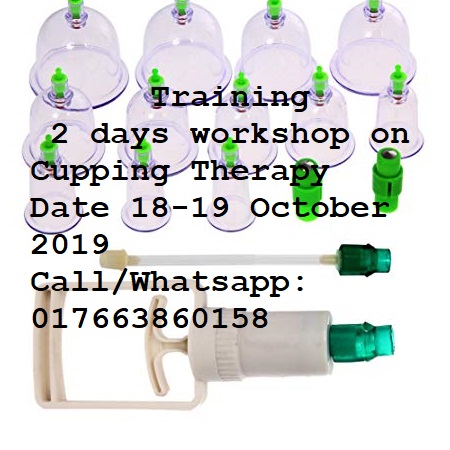 Training
2 days workshop on
Cupping Therapy
Date 18-19 October
2019
Call/Whatsapp:
017663860158